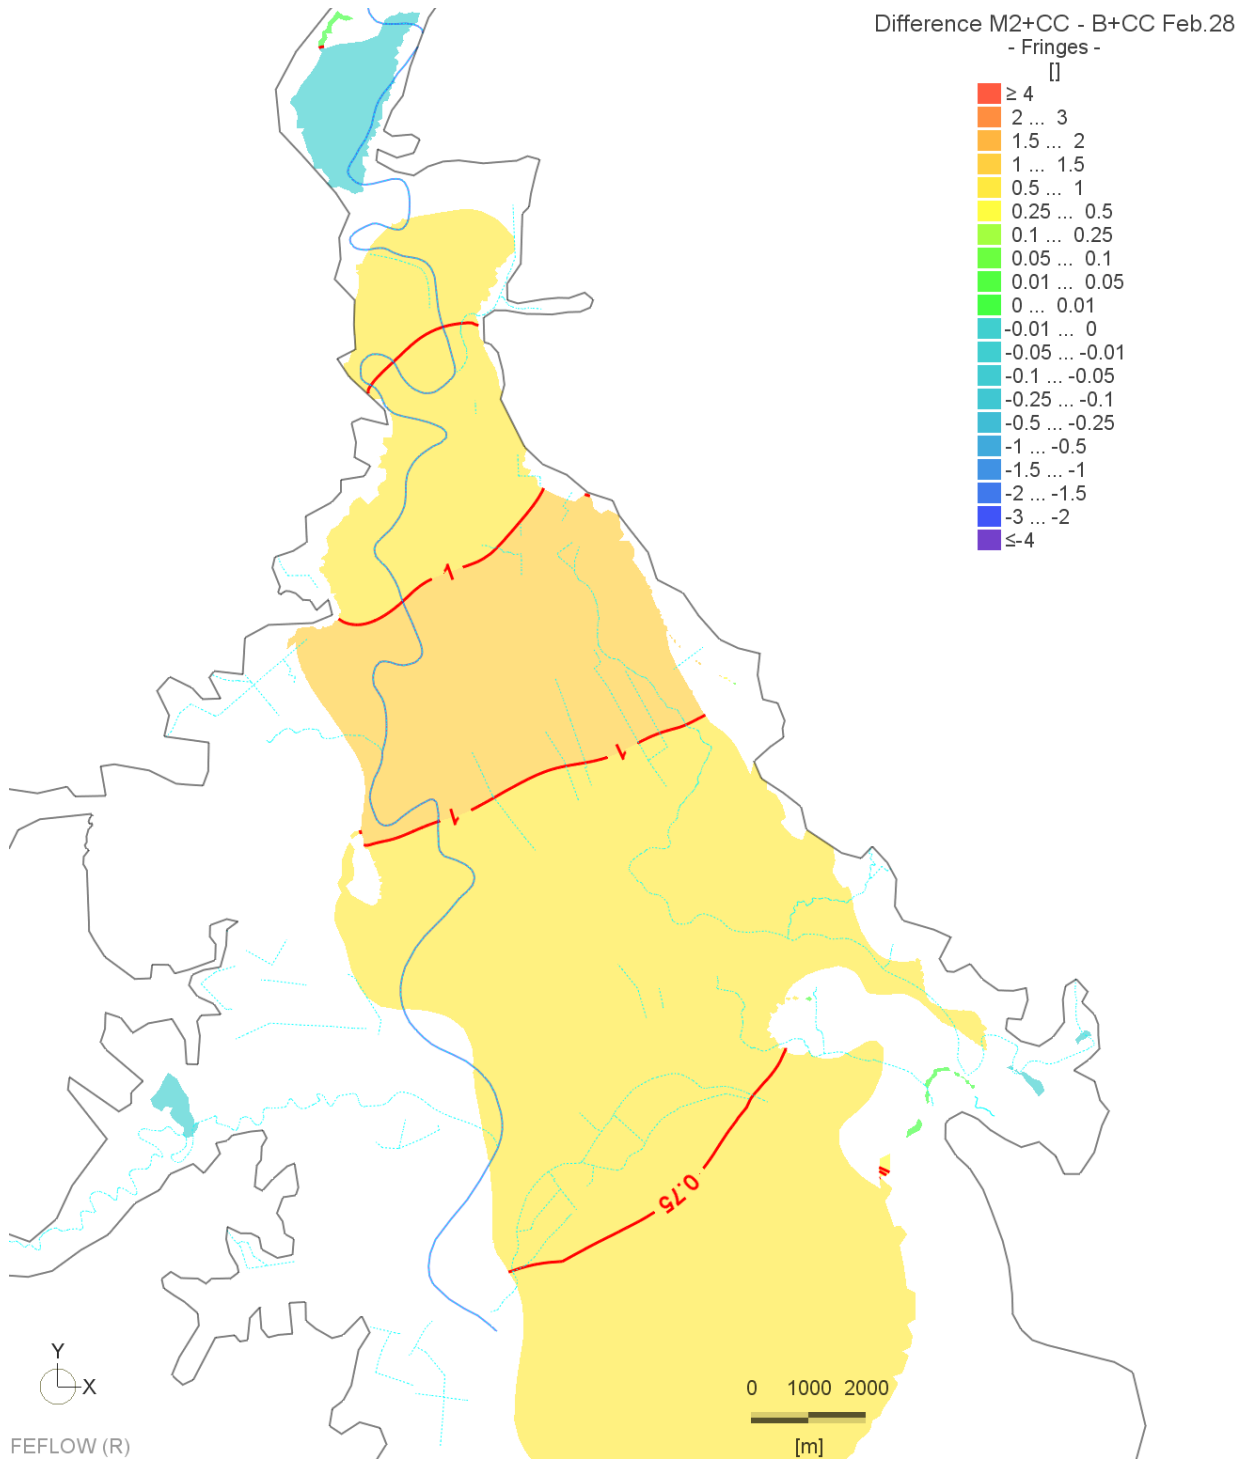 Difference M2+CC - B+CC Feb.28
- Fringes -
[]
≥ 4
2 ... 3
1.5 ... 2
1 ... 1.5
0.5 ... 1
0.25 ... 0.5
0.1 ... 0.25
0.05 ... 0.1
0.01 ... 0.05
0 ... 0.01
-0.01 ... 0
-0.05 ... -0.01
-0.1 ... -0.05
-0.25 ... -0.1
-0.5 ... -0.25
-1 ... -0.5
-1.5 ... -1
-2 ... -1.5
-3 ... -2
≤-4
1
1
1
0.75
Y
X
0 1000 2000
[m]
FEFLOW (R)